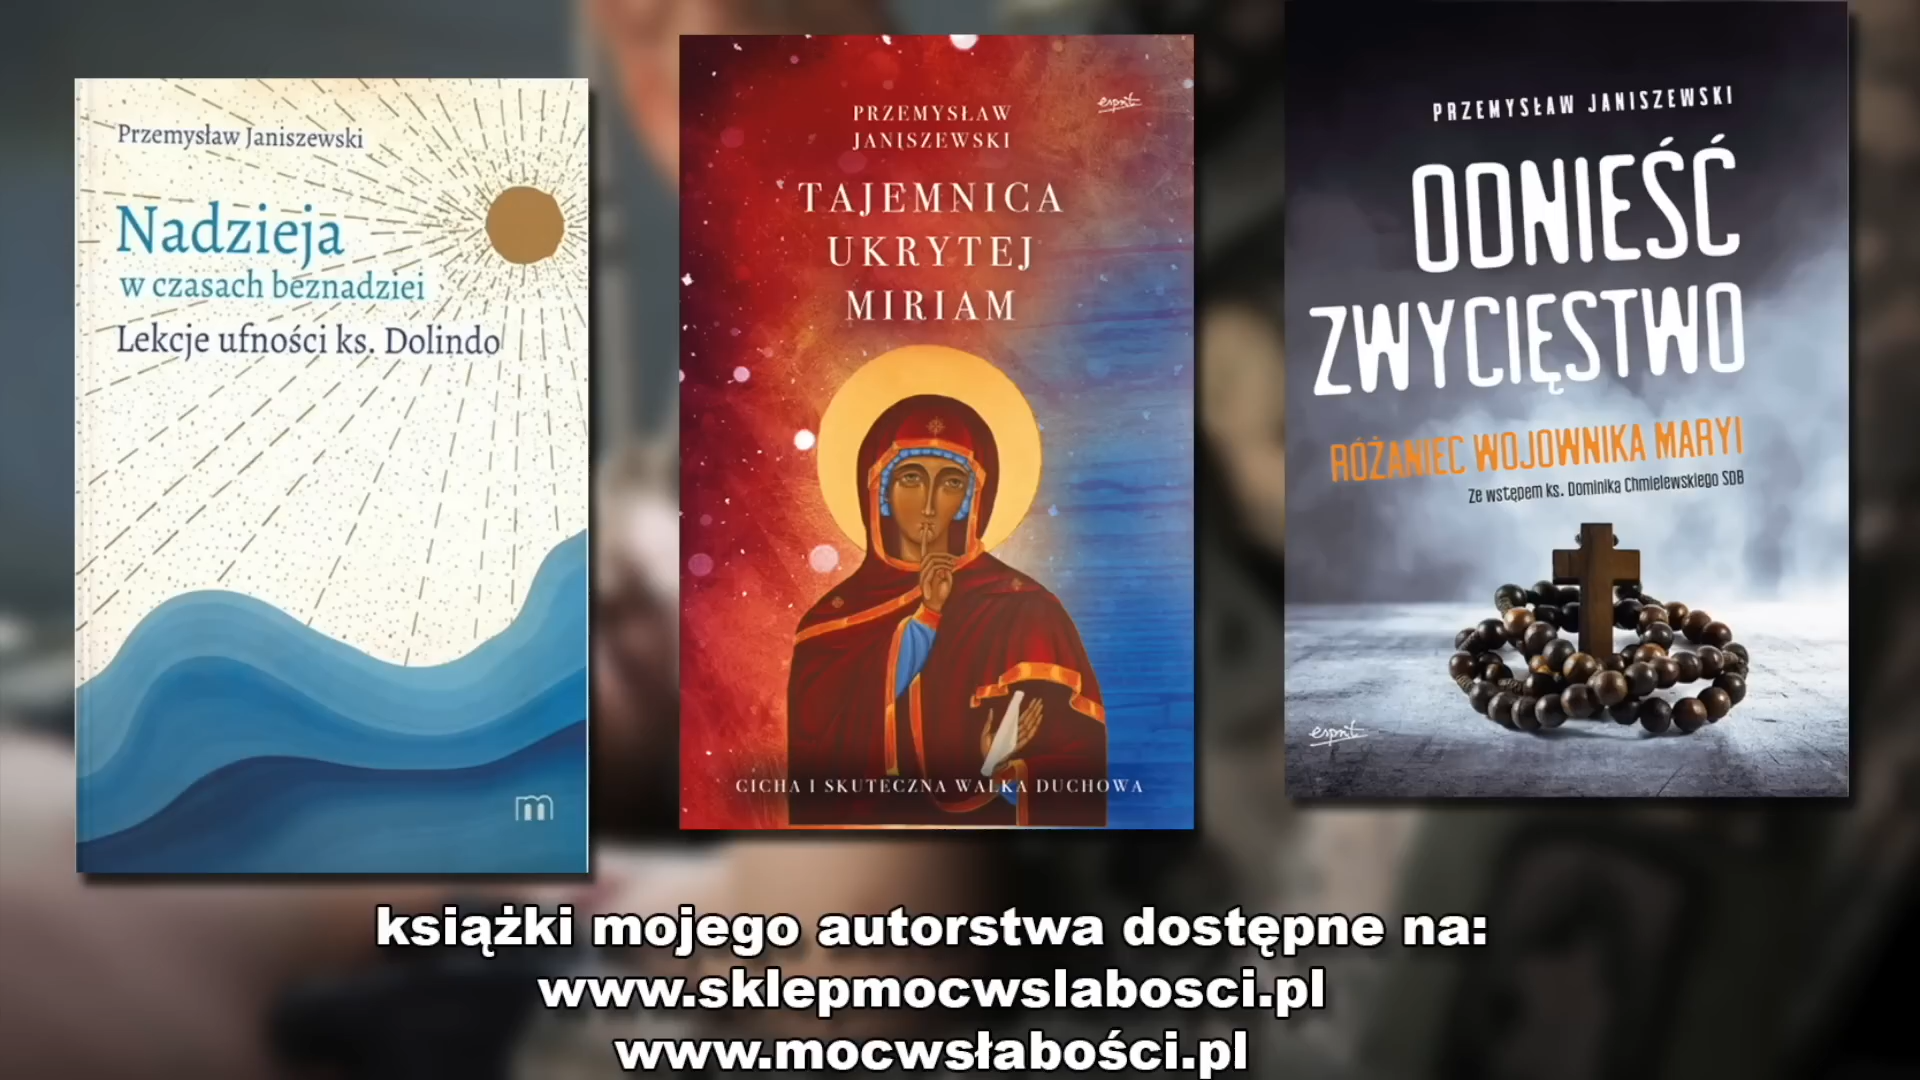 Przemysław Janiszewski
Nadzieja
w czasach beznadziei
Lekcje ufności ks. Dolindo
m
PRZEMYSŁAW
JANISZEWSKI
esprit
TAJEMNICA
UKRYTEJ
MIRIAM
CICHA I SKUTECZNA WALKA DUCHOWA
PRZEMYSŁAW JANISZEWSKI
ODNIEŚĆ
ZWYCIĘSTWO
RÓŻANIEC WOJOWNIKA MARYI
Ze wstępem ks. Dominika Chmielewskiego SDB
esprit
książki mojego autorstwa dostępne na:
www.sklepmocwslabosci.pl
www.mocwsłabości.pl